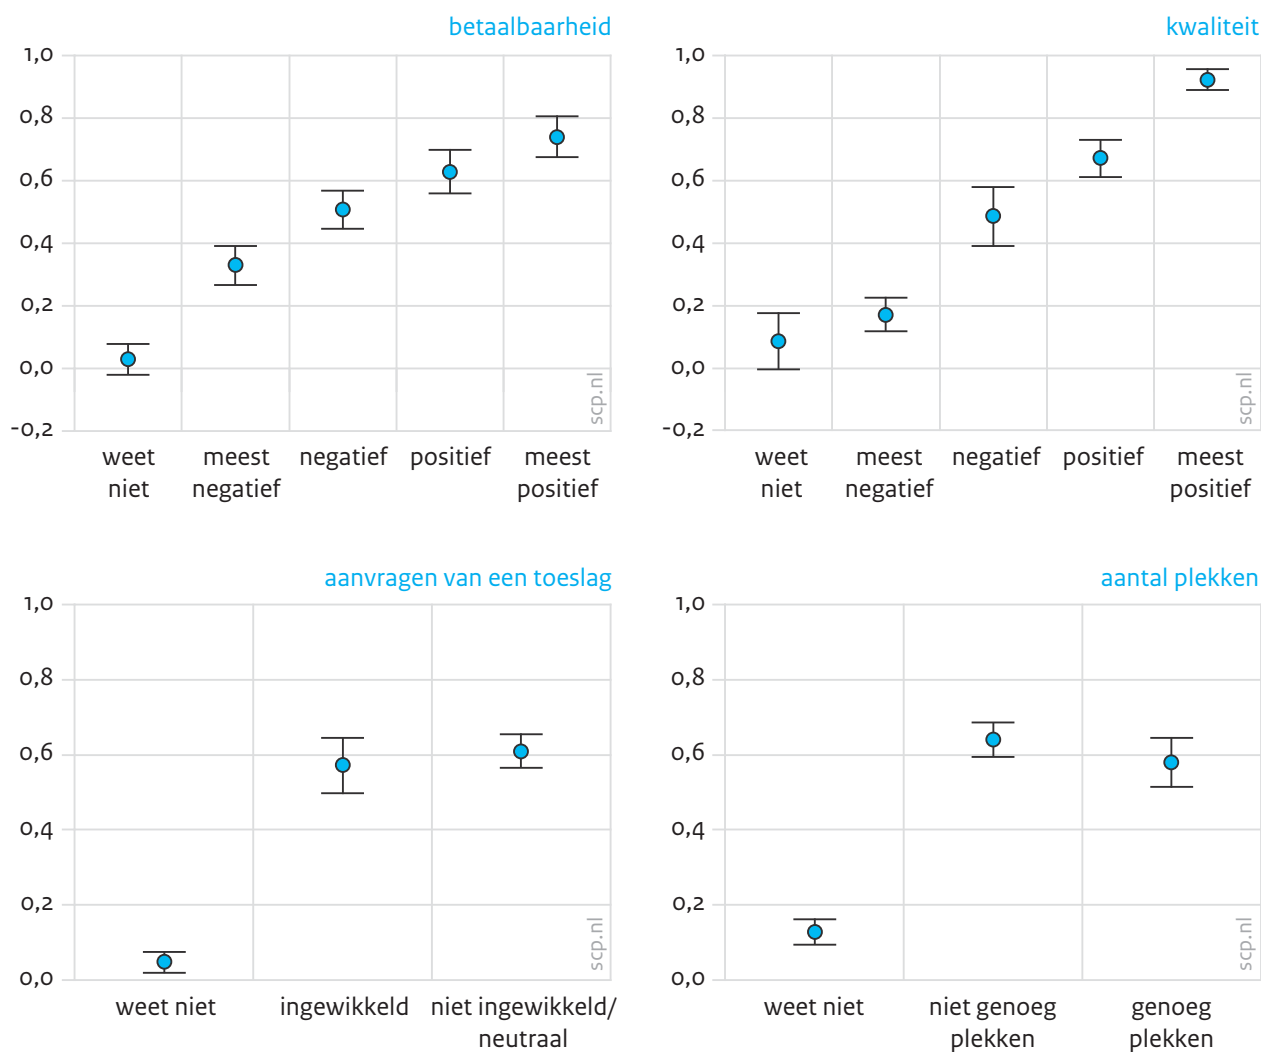 betaalbaarheid
1,0
0,8
0,6
0,4
0,2
0,0
-0,2
scp.nl
weet niet
meest negatief
negatief
positief
meest positief
kwaliteit
1,0
0,8
0,6
0,4
0,2
0,0
-0,2
scp.nl
weet niet
meest negatief
negatief
positief
meest positief
aanvragen van een toeslag
1,0
0,8
0,6
0,4
0,2
0,0
scp.nl
weet niet
ingewikkeld
niet ingewikkeld/
neutraal
aantal plekken
1,0
0,8
0,6
0,4
0,2
0,0
scp.nl
weet niet
niet genoeg
plekken
genoeg
plekken